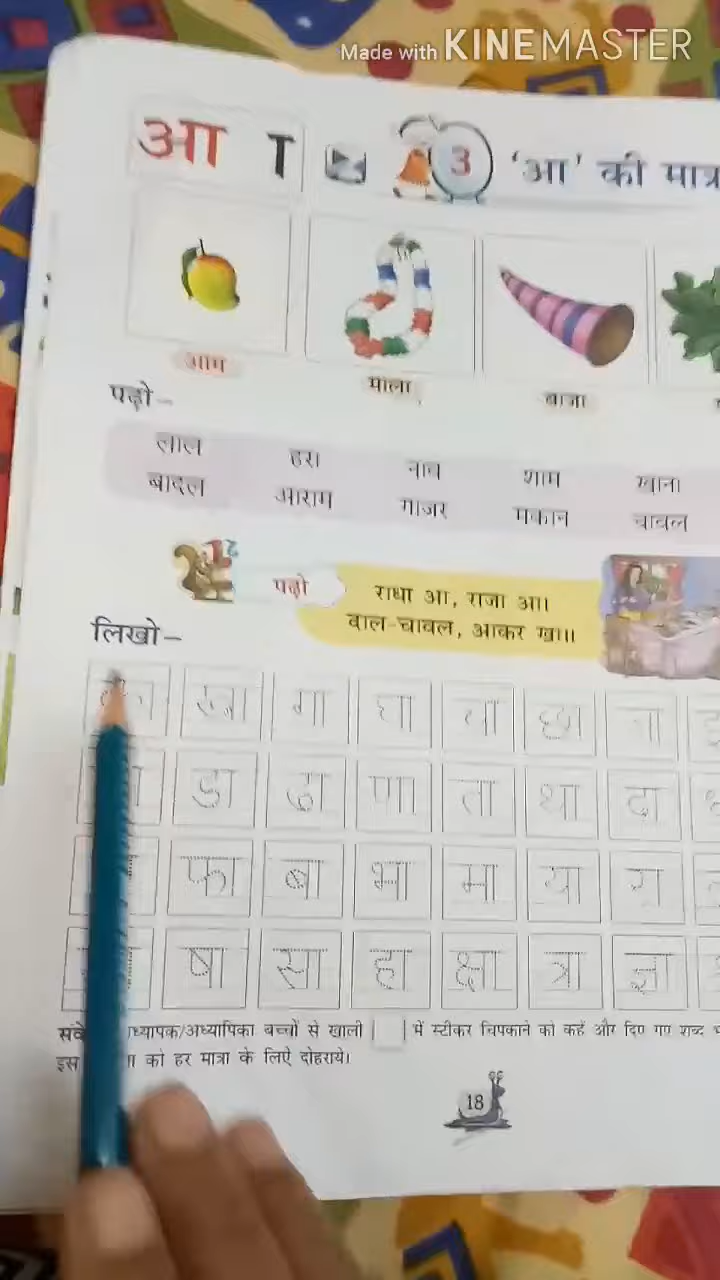 Made with KINEMASTER
आ ा 3 'आ' की मात्र
आम माला बाजा
पढ़ो-
लाल हरा नाव शाम खाना
बादल आराम गाजर मकान चावल
पढ़ो
राधा आ, राजा आ।
दाल-चावल, आकर खा॥
लिखो-
खा गा घा चा छा जा
डा ढा णा ता था दा
फा बा भा मा या रा
षा सा हा क्षा त्रा ज्ञा
ध्यापक/अध्यापिका बच्चों से खाली में स्टीकर चिपकाने को कहें और दिए गए शब्द
इस को हर मात्रा के लिऐ दोहराये।
18